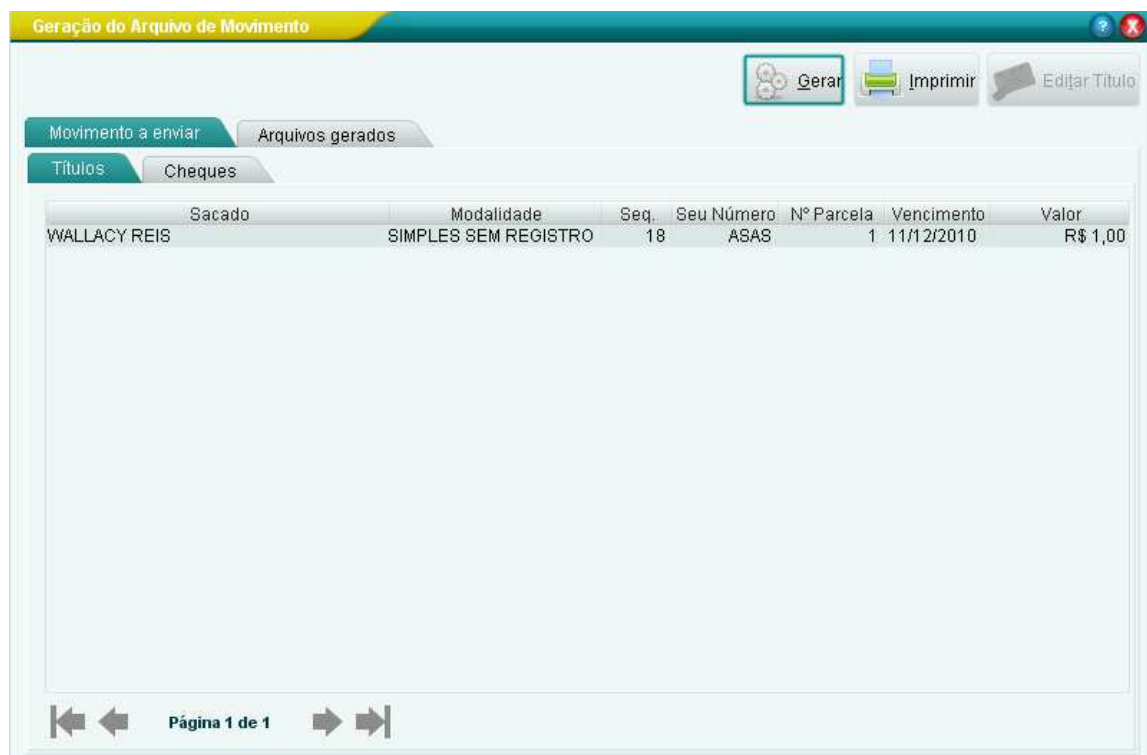 Geração do Arquivo de Movimento
Gerar Imprimir Editar Título
Movimento a enviar Arquivos gerados
Títulos Cheques
Sacado Modalidade Seq. Seu Número Nº Parcela Vencimento Valor
WALLACY REIS SIMPLES SEM REGISTRO 18 ASAS 1 11/12/2010 R$ 1,00
Página 1 de 1